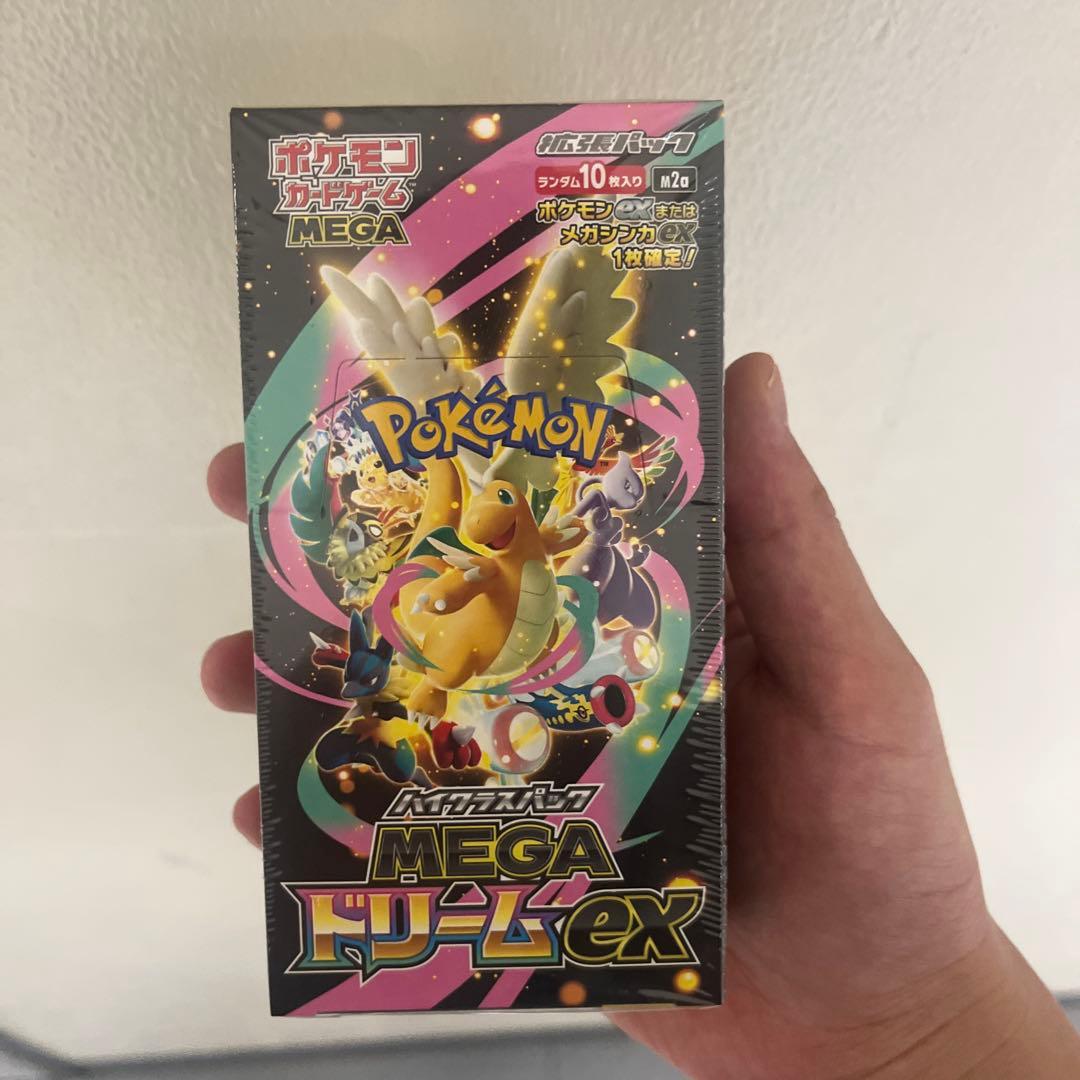 ポケモン
カードゲーム
MEGA
拡張パック
ランダム10枚入り M2a
ポケモンexまたは
メガシンカex
1枚確定!
POKéMON
ハイクラスパック
MEGA
ドリームex